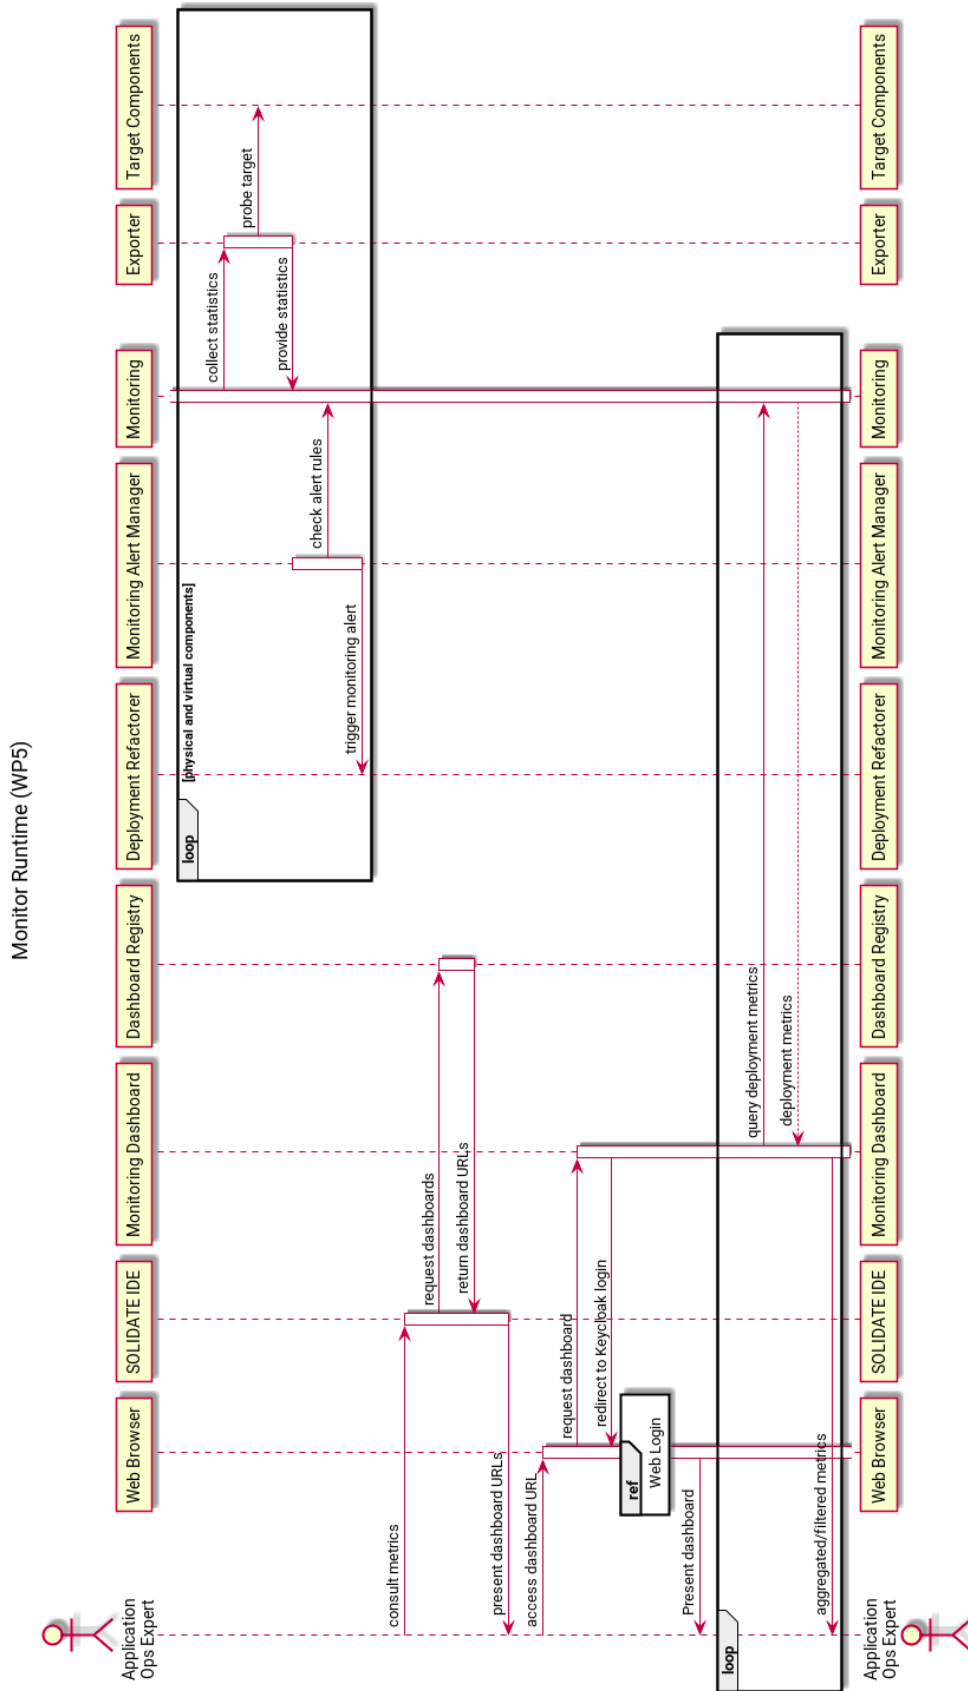 Monitor Runtime (WP5)
Application
Ops Expert
Web Browser
SOLIDATE IDE
Monitoring Dashboard
Dashboard Registry
Deployment Refactorer
Monitoring Alert Manager
Monitoring
Exporter
Target Components
loop
[physical and virtual components]
collect statistics
probe target
provide statistics
check alert rules
trigger monitoring alert
consult metrics
request dashboards
return dashboard URLs
present dashboard URLs
access dashboard URL
request dashboard
redirect to Keycloak login
ref
Web Login
Present dashboard
loop
query deployment metrics
deployment metrics
aggregated/filtered metrics
Application
Ops Expert
Web Browser
SOLIDATE IDE
Monitoring Dashboard
Dashboard Registry
Deployment Refactorer
Monitoring Alert Manager
Monitoring
Exporter
Target Components